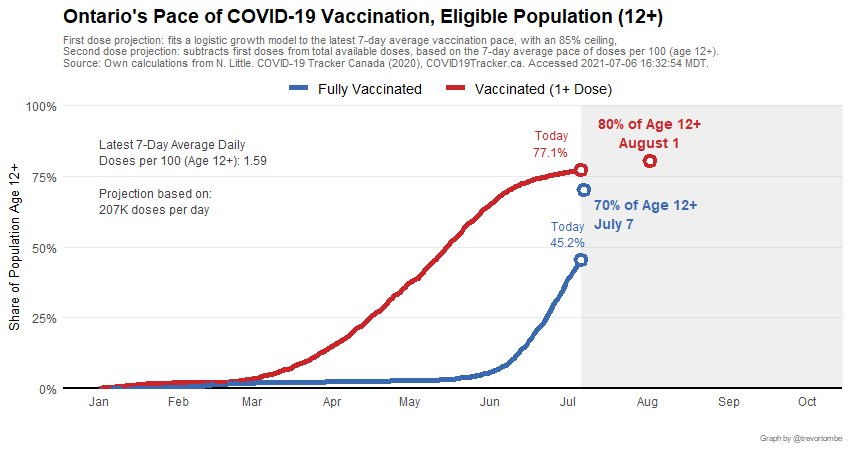 Ontario's Pace of COVID-19 Vaccination, Eligible Population (12+)
First dose projection: fits a logistic growth model to the latest 7-day average vaccination pace, with an 85% ceiling,
Second dose projection: subtracts first doses from total available doses, based on the 7-day average pace of doses per 100 (age 12+).
Source: Own calculations from N. Little. COVID-19 Tracker Canada (2020), COVID19Tracker.ca. Accessed 2021-07-06 16:32:54 MDT.
Fully Vaccinated
Vaccinated (1+ Dose)
Share of Population Age 12+
100%
75%
50%
25%
0%
Latest 7-Day Average Daily
Doses per 100 (Age 12+): 1.59
Projection based on:
207K doses per day
Today
77.1%
80% of Age 12+
August 1
70% of Age 12+
July 7
Today
45.2%
Jan
Feb
Mar
Apr
May
Jun
Jul
Aug
Sep
Oct
Graph by @trevortombe